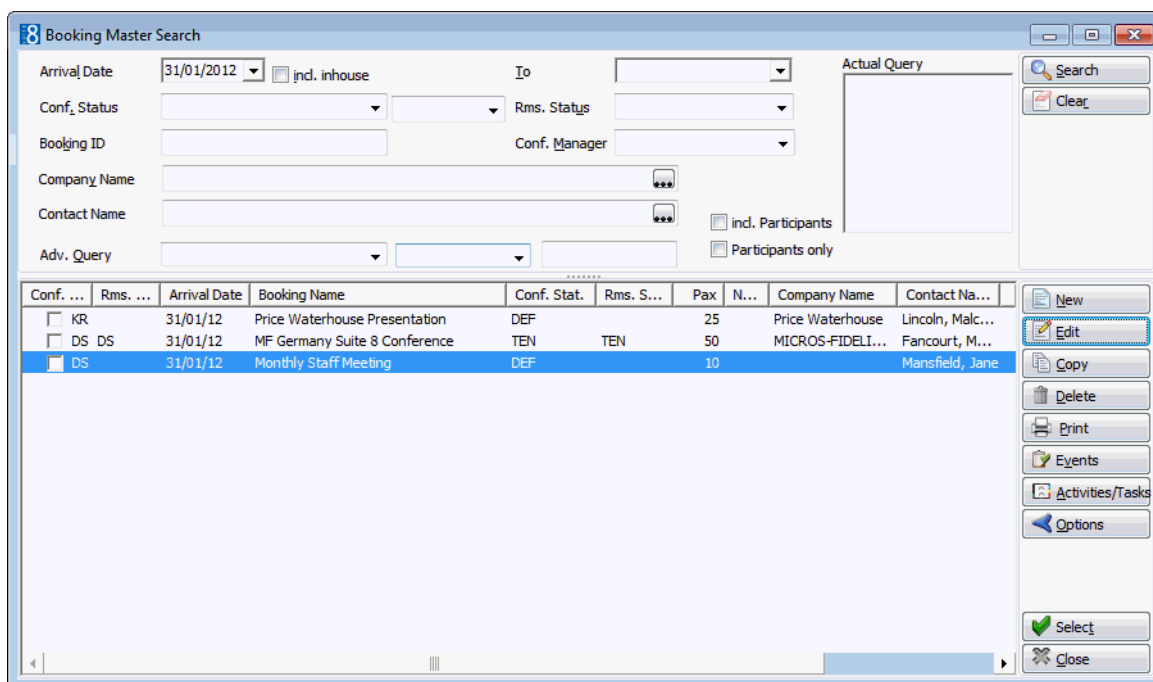 8 Booking Master Search
Arrival Date 31/01/2012 incl. inhouse To Actual Query Search
Clear
Conf. Status Rms. Status
Booking ID Conf. Manager
Company Name
Contact Name incl. Participants
Adv. Query Participants only
Conf. ... Rms. ... Arrival Date Booking Name Conf. Stat. Rms. S... Pax N... Company Name Contact Na... New
KR 31/01/12 Price Waterhouse Presentation DEF 25 Price Waterhouse Lincoln, Malc...
DS DS 31/01/12 MF Germany Suite 8 Conference TEN TEN 50 MICROS-FIDELI... Fancourt, M... Edit
DS 31/01/12 Monthly Staff Meeting DEF 10 Mansfield, Jane Copy
Delete
Print
Events
Activities/Tasks
Options
Select
Close